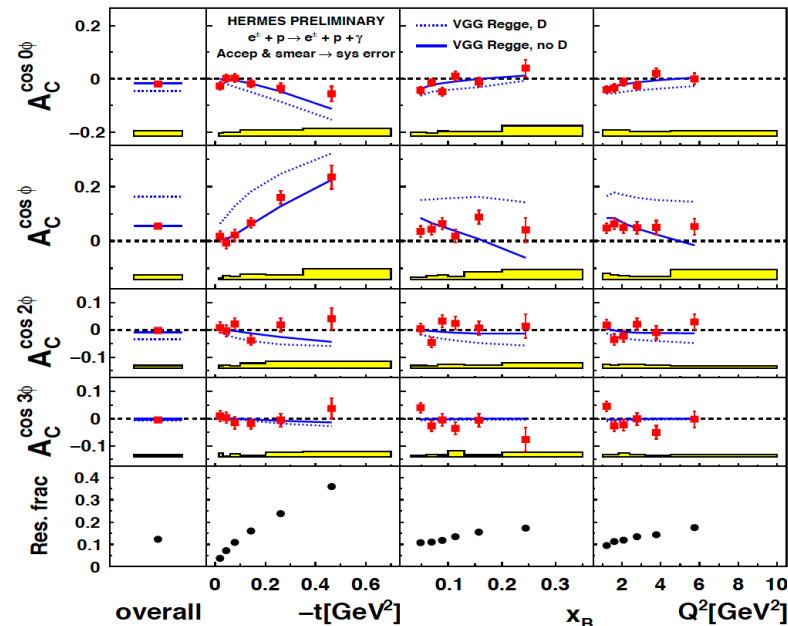 HERMES PRELIMINARY
e± + p → e± + p + γ
Accep & smear → sys error
VGG Regge, D
VGG Regge, no D
A_C^cos 0ϕ
0
−0.2
A_C^cos ϕ
0.2
0
A_C^cos 2ϕ
0.1
0
−0.1
A_C^cos 3ϕ
0.1
0
−0.1
Res. frac
0.4
0.3
0.2
0.1
0
0 0.2 0.4 0.6
0.1 0.2 0.3
2 4 6 8 10
overall
−t[GeV²]
x_B
Q²[GeV²]